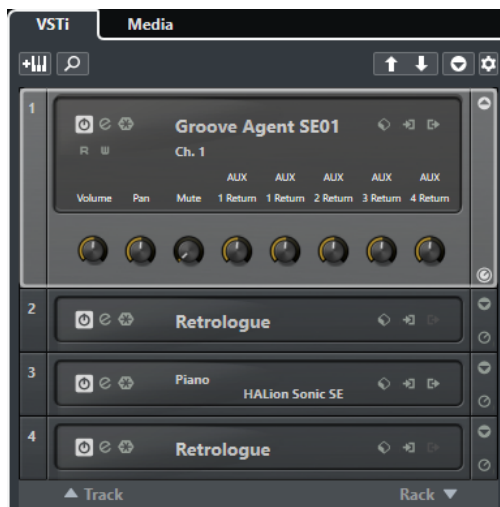 VSTi Media
1
Groove Agent SE01
R W
Ch. 1
AUX AUX AUX AUX AUX
Volume Pan Mute 1 Return 1 Return 2 Return 3 Return 4 Return
2
Retrologue
3
Piano
HALion Sonic SE
4
Retrologue
Track Rack